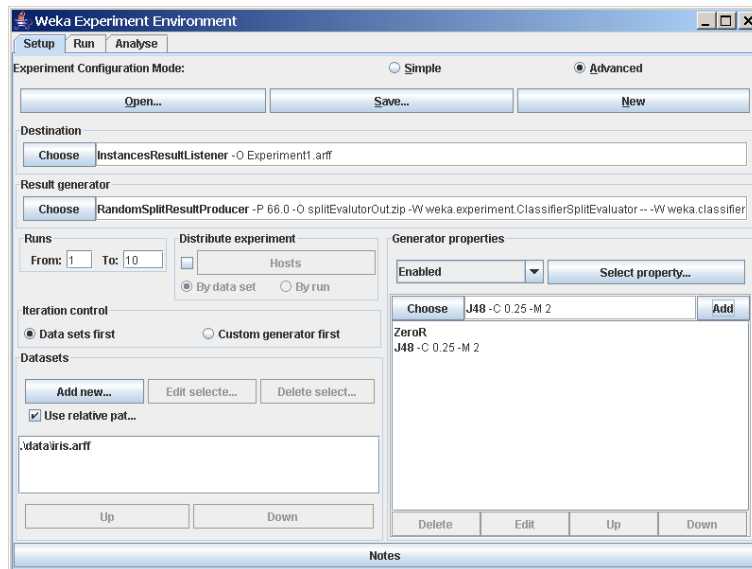 Weka Experiment Environment
Setup Run Analyse
Experiment Configuration Mode: Simple Advanced
Open... Save... New
Destination
Choose InstancesResultListener -O Experiment1.arff
Result generator
Choose RandomSplitResultProducer -P 66.0 -O splitEvalutorOut.zip -W weka.experiment.ClassifierSplitEvaluator -- -W weka.classifier
Runs
From: 1 To: 10
Distribute experiment
Hosts
By data set By run
Generator properties
Enabled Select property...
Iteration control
Data sets first Custom generator first
Choose J48 -C 0.25 -M 2 Add
ZeroR
J48 -C 0.25 -M 2
Datasets
Add new... Edit selecte... Delete select...
Use relative pat...
.\data\iris.arff
Up Down
Delete Edit Up Down
Notes